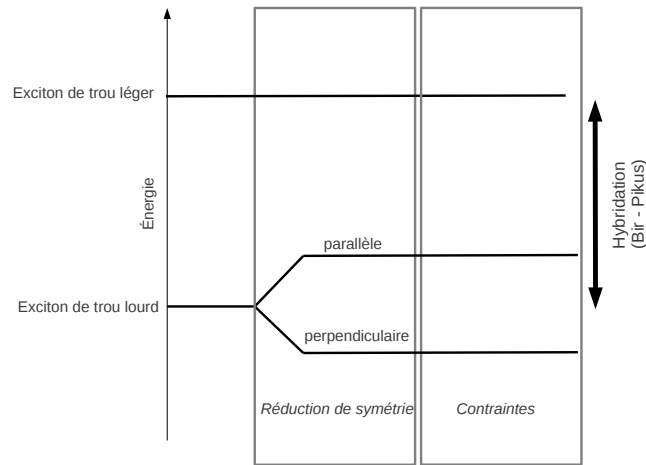 Exciton de trou léger
Énergie
Hybridation
(Bir - Pikus)
parallèle
Exciton de trou lourd
perpendiculaire
Réduction de symétrie
Contraintes